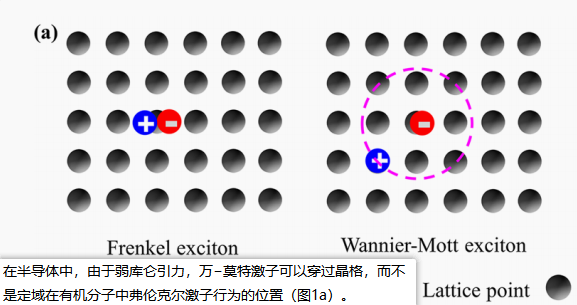 (a)
+
-
-
+
Frenkel exciton
Wannier-Mott exciton
在半导体中，由于弱库仑引力，万-莫特激子可以穿过晶格，而不
是定域在有机分子中弗伦克尔激子行为的位置（图1a）。
Lattice point